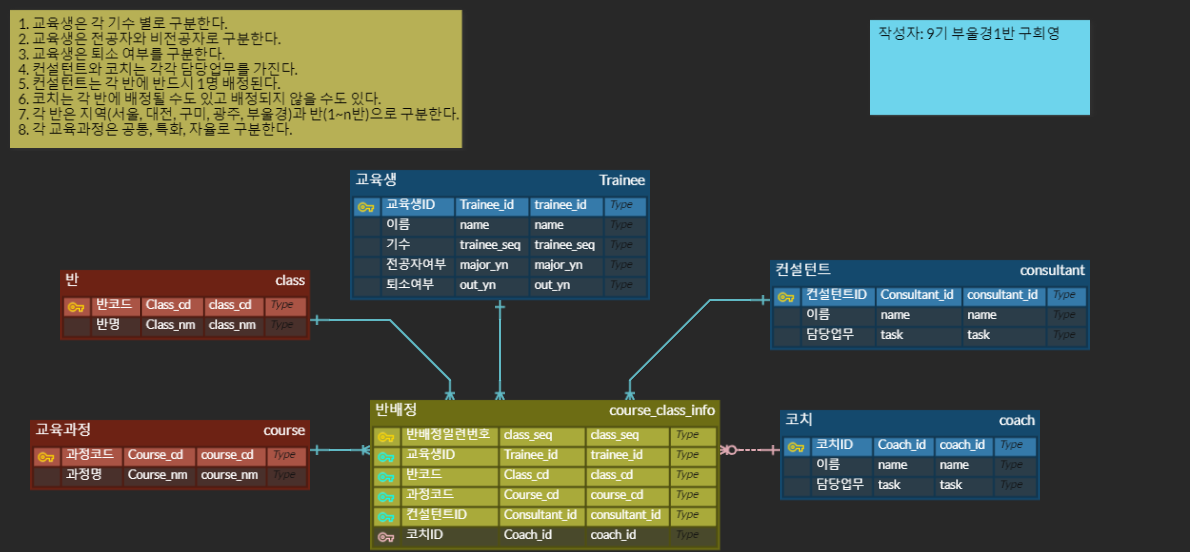 1. 교육생은 각 기수 별로 구분한다.
2. 교육생은 전공자와 비전공자로 구분한다.
3. 교육생은 퇴소 여부를 구분한다.
4. 컨설턴트와 코치는 각각 담당업무를 가진다.
5. 컨설턴트는 각 반에 반드시 1명 배정된다.
6. 코치는 각 반에 배정될 수도 있고 배정되지 않을 수도 있다.
7. 각 반은 지역(서울, 대전, 구미, 광주, 부울경)과 반(1~n반)으로 구분한다.
8. 각 교육과정은 공통, 특화, 자율로 구분한다.
작성자: 9기 부울경1반 구희영
교육생 Trainee
교육생ID Trainee_id trainee_id Type
이름 name name Type
기수 trainee_seq trainee_seq Type
전공자여부 major_yn major_yn Type
퇴소여부 out_yn out_yn Type
반 class
반코드 Class_cd class_cd Type
반명 Class_nm class_nm Type
컨설턴트 consultant
컨설턴트ID Consultant_id consultant_id Type
이름 name name Type
담당업무 task task Type
교육과정 course
과정코드 Course_cd course_cd Type
과정명 Course_nm course_nm Type
반배정 course_class_info
반배정일련번호 class_seq class_seq Type
교육생ID Trainee_id trainee_id Type
반코드 Class_cd class_cd Type
과정코드 Course_cd course_cd Type
컨설턴트ID Consultant_id consultant_id Type
코치ID Coach_id coach_id Type
코치 coach
코치ID Coach_id coach_id Type
이름 name name Type
담당업무 task task Type